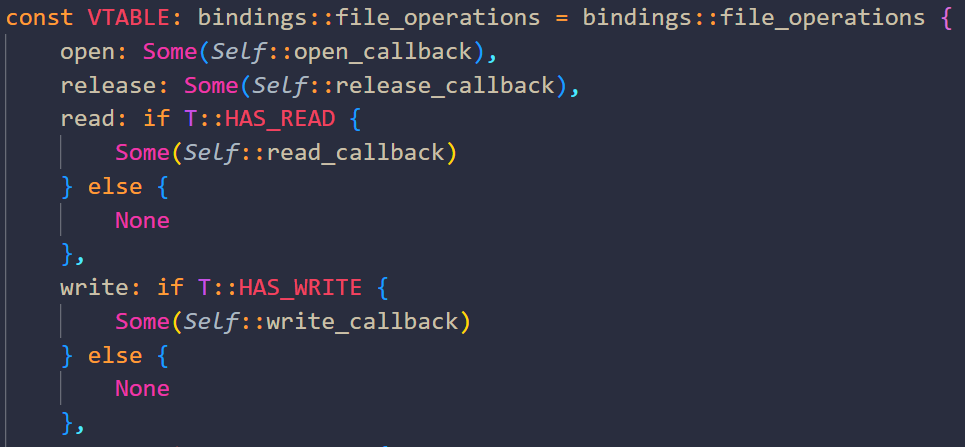 const VTABLE: bindings::file_operations = bindings::file_operations {
    open: Some(Self::open_callback),
    release: Some(Self::release_callback),
    read: if T::HAS_READ {
        Some(Self::read_callback)
    } else {
        None
    },
    write: if T::HAS_WRITE {
        Some(Self::write_callback)
    } else {
        None
    },